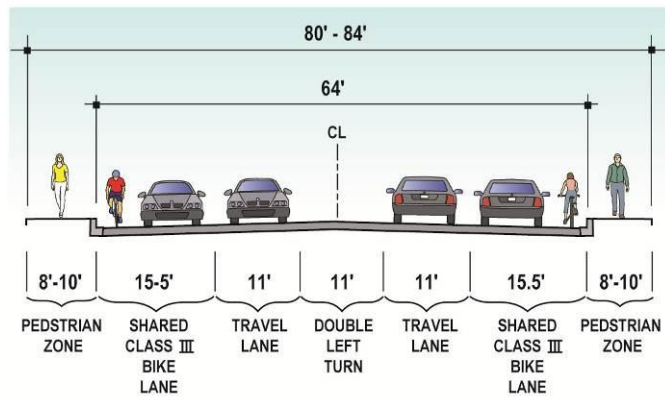 80' - 84'
64'
CL
8'-10' 15-5' 11' 11' 11' 15.5' 8'-10'
PEDSTRIAN SHARED TRAVEL DOUBLE TRAVEL SHARED PEDSTRIAN
ZONE CLASS III LANE LEFT LANE CLASS III ZONE
BIKE TURN BIKE
LANE LANE